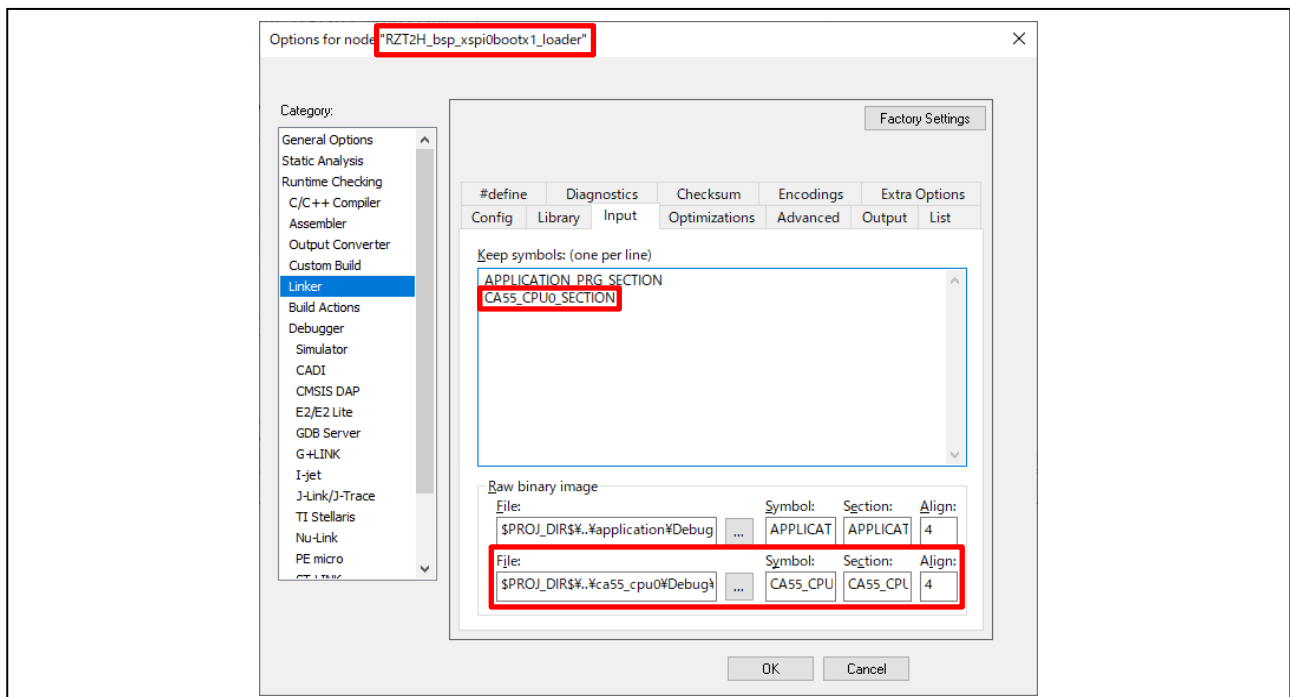 Options for node "RZT2H_bsp_xspi0bootx1_loader"
Category:
Factory Settings
General Options
Static Analysis
Runtime Checking
C/C++ Compiler
Assembler
Output Converter
Custom Build
Linker
Build Actions
Debugger
Simulator
CADI
CMSIS DAP
E2/E2 Lite
GDB Server
G+LINK
I-jet
J-Link/J-Trace
TI Stellaris
Nu-Link
PE micro
ST-LINK
#define Diagnostics Checksum Encodings Extra Options
Config Library Input Optimizations Advanced Output List
Keep symbols: (one per line)
APPLICATION_PRG_SECTION
CA55_CPU0_SECTION
Raw binary image
File: Symbol: Section: Align:
$PROJ_DIR$¥..¥application¥Debug ... APPLICAT APPLICAT 4
File: Symbol: Section: Align:
$PROJ_DIR$¥..¥ca55_cpu0¥Debug¥ ... CA55_CPU CA55_CPU 4
OK Cancel